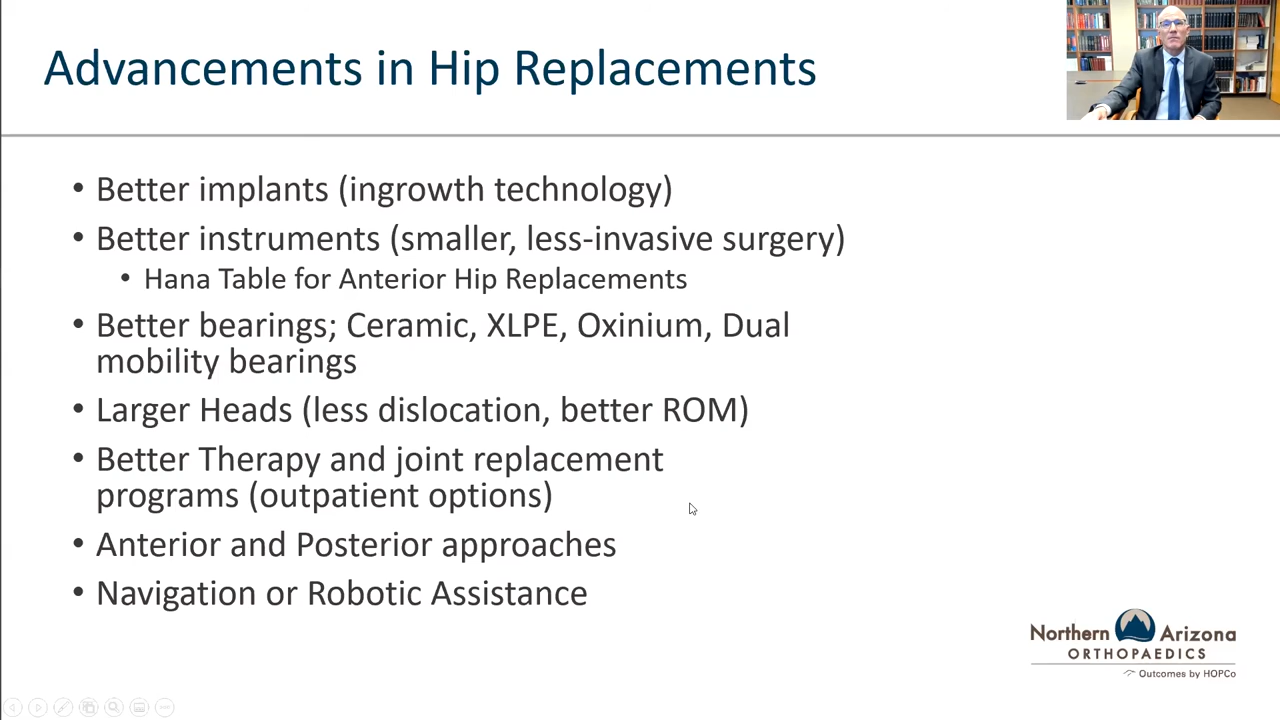 Advancements in Hip Replacements
• Better implants (ingrowth technology)
• Better instruments (smaller, less-invasive surgery)
• Hana Table for Anterior Hip Replacements
• Better bearings; Ceramic, XLPE, Oxinium, Dual
mobility bearings
• Larger Heads (less dislocation, better ROM)
• Better Therapy and joint replacement
programs (outpatient options)
• Anterior and Posterior approaches
• Navigation or Robotic Assistance
Northern Arizona
ORTHOPAEDICS
Outcomes by HOPCo